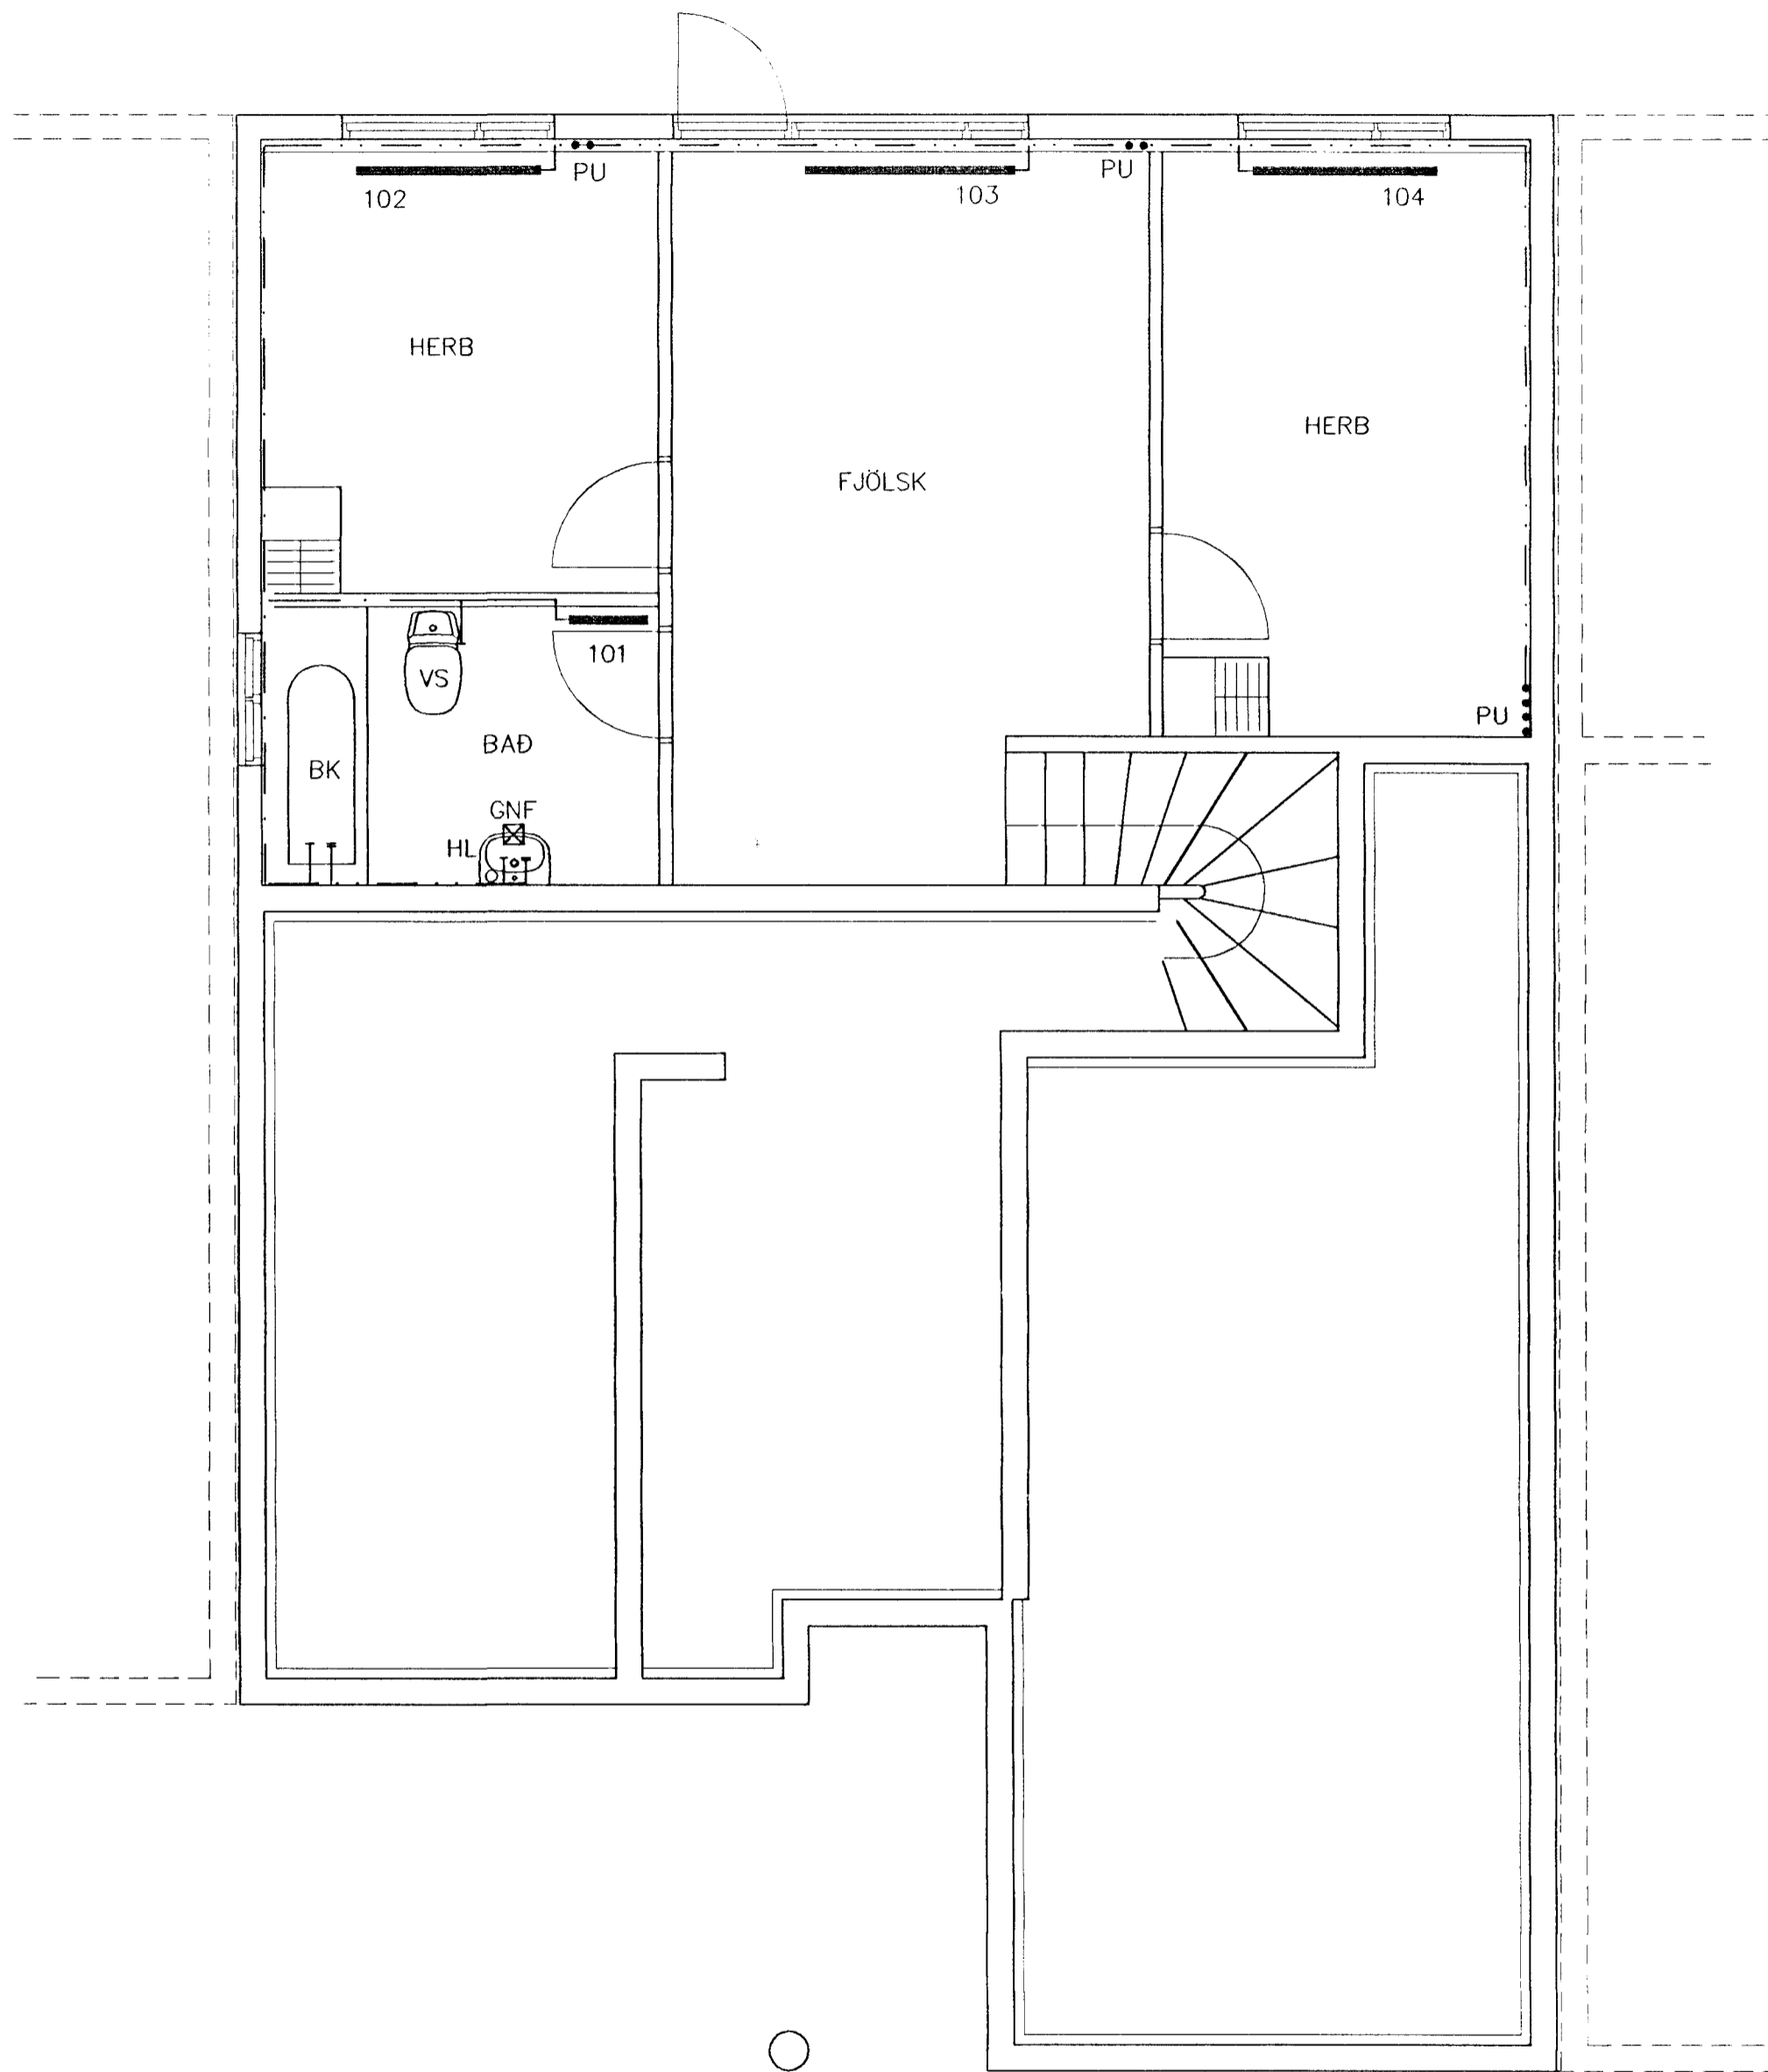 PU
PU
102
103
104
HERB
HERB
FJÖLSK
101
VS
PU
BAÐ
BK
GNF
HL